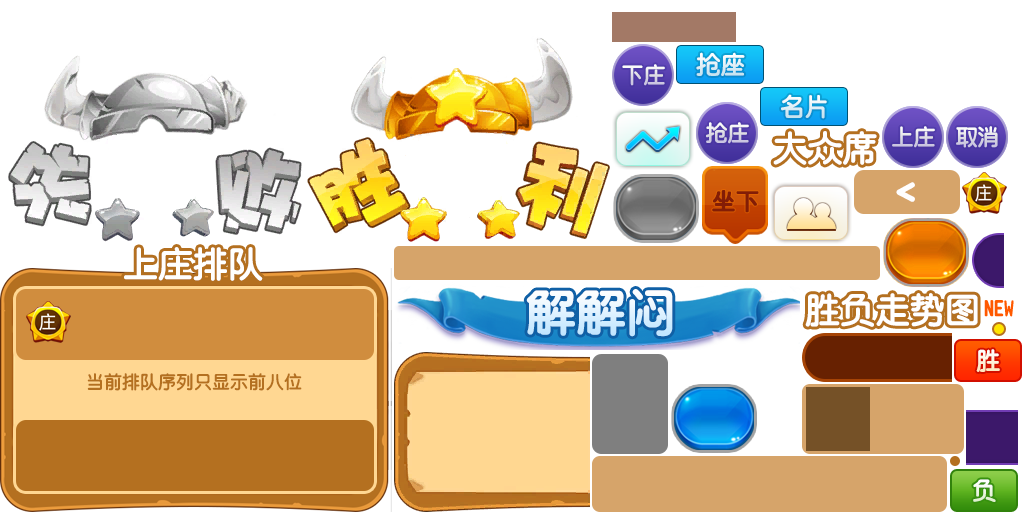 下庄
抢座
名片
抢庄
大众席
上庄
取消
坐下
<
庄
失败
胜利
上庄排队
庄
当前排队序列只显示前八位
解解闷
胜负走势图
NEW
胜
负